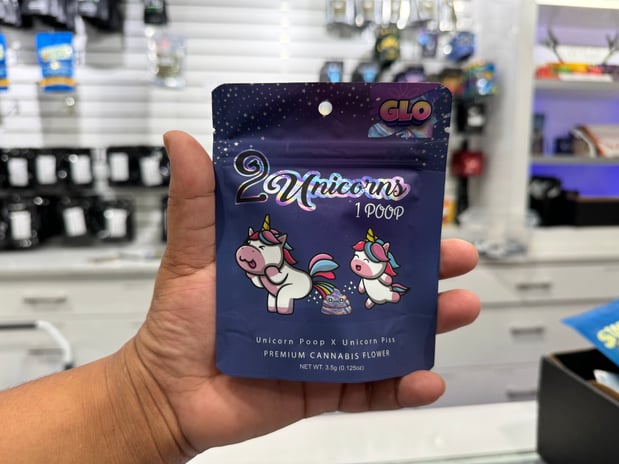 GLO
2 Unicorns
1 POOP
Unicorn Poop X Unicorn Piss
PREMIUM CANNABIS FLOWER
NET WT. 3.5g (0.125oz)